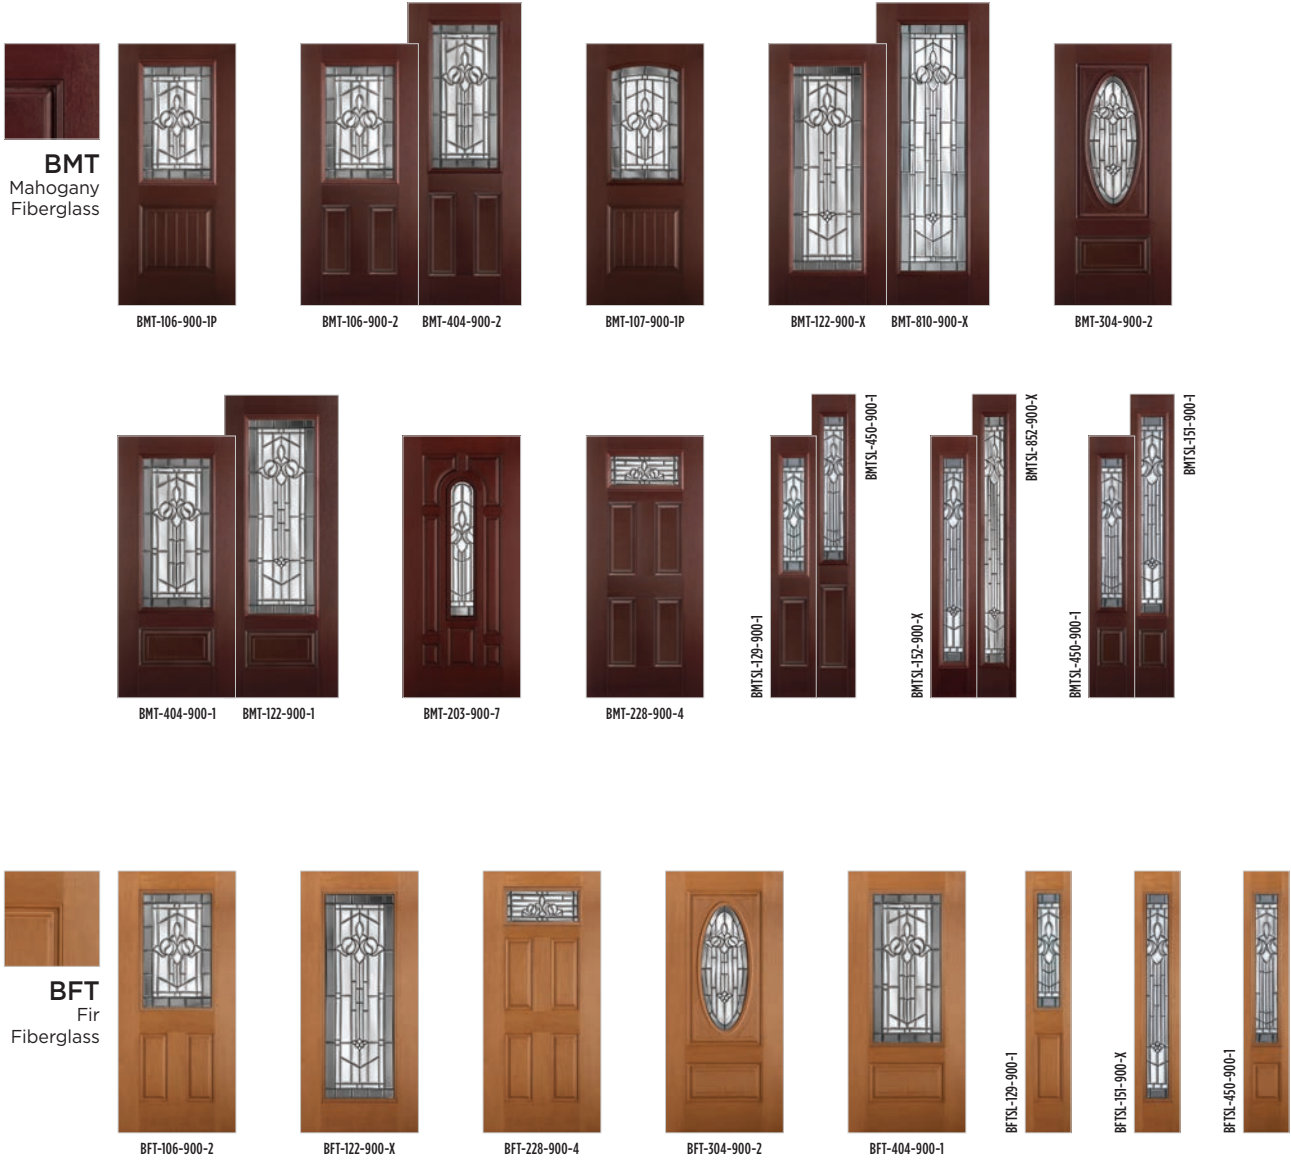 BMT
Mahogany
Fiberglass
BMT-106-900-1P
BMT-106-900-2
BMT-404-900-2
BMT-107-900-1P
BMT-122-900-X
BMT-810-900-X
BMT-304-900-2
BMT-404-900-1
BMT-122-900-1
BMT-203-900-7
BMT-228-900-4
BMTSL-129-900-1
BMTSL-450-900-1
BMTSL-152-900-X
BMTSL-852-900-X
BMTSL-450-900-1
BMTSL-151-900-1
BFT
Fir
Fiberglass
BFT-106-900-2
BFT-122-900-X
BFT-228-900-4
BFT-304-900-2
BFT-404-900-1
BFTSL-129-900-1
BFTSL-151-900-X
BFTSL-450-900-1